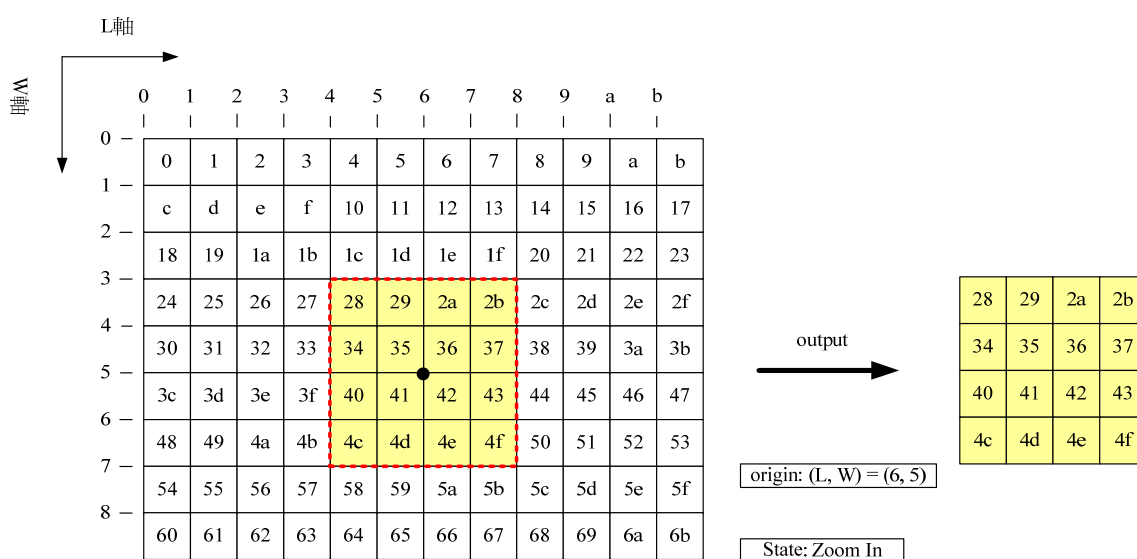 L軸
W軸
0 1 2 3 4 5 6 7 8 9 a b
0 0 1 2 3 4 5 6 7 8 9 a b
1 c d e f 10 11 12 13 14 15 16 17
2 18 19 1a 1b 1c 1d 1e 1f 20 21 22 23
3 24 25 26 27 28 29 2a 2b 2c 2d 2e 2f
4 30 31 32 33 34 35 36 37 38 39 3a 3b
5 3c 3d 3e 3f 40 41 42 43 44 45 46 47
6 48 49 4a 4b 4c 4d 4e 4f 50 51 52 53
7 54 55 56 57 58 59 5a 5b 5c 5d 5e 5f
8 60 61 62 63 64 65 66 67 68 69 6a 6b
output
28 29 2a 2b
34 35 36 37
40 41 42 43
4c 4d 4e 4f
origin: (L, W) = (6, 5)
State: Zoom In